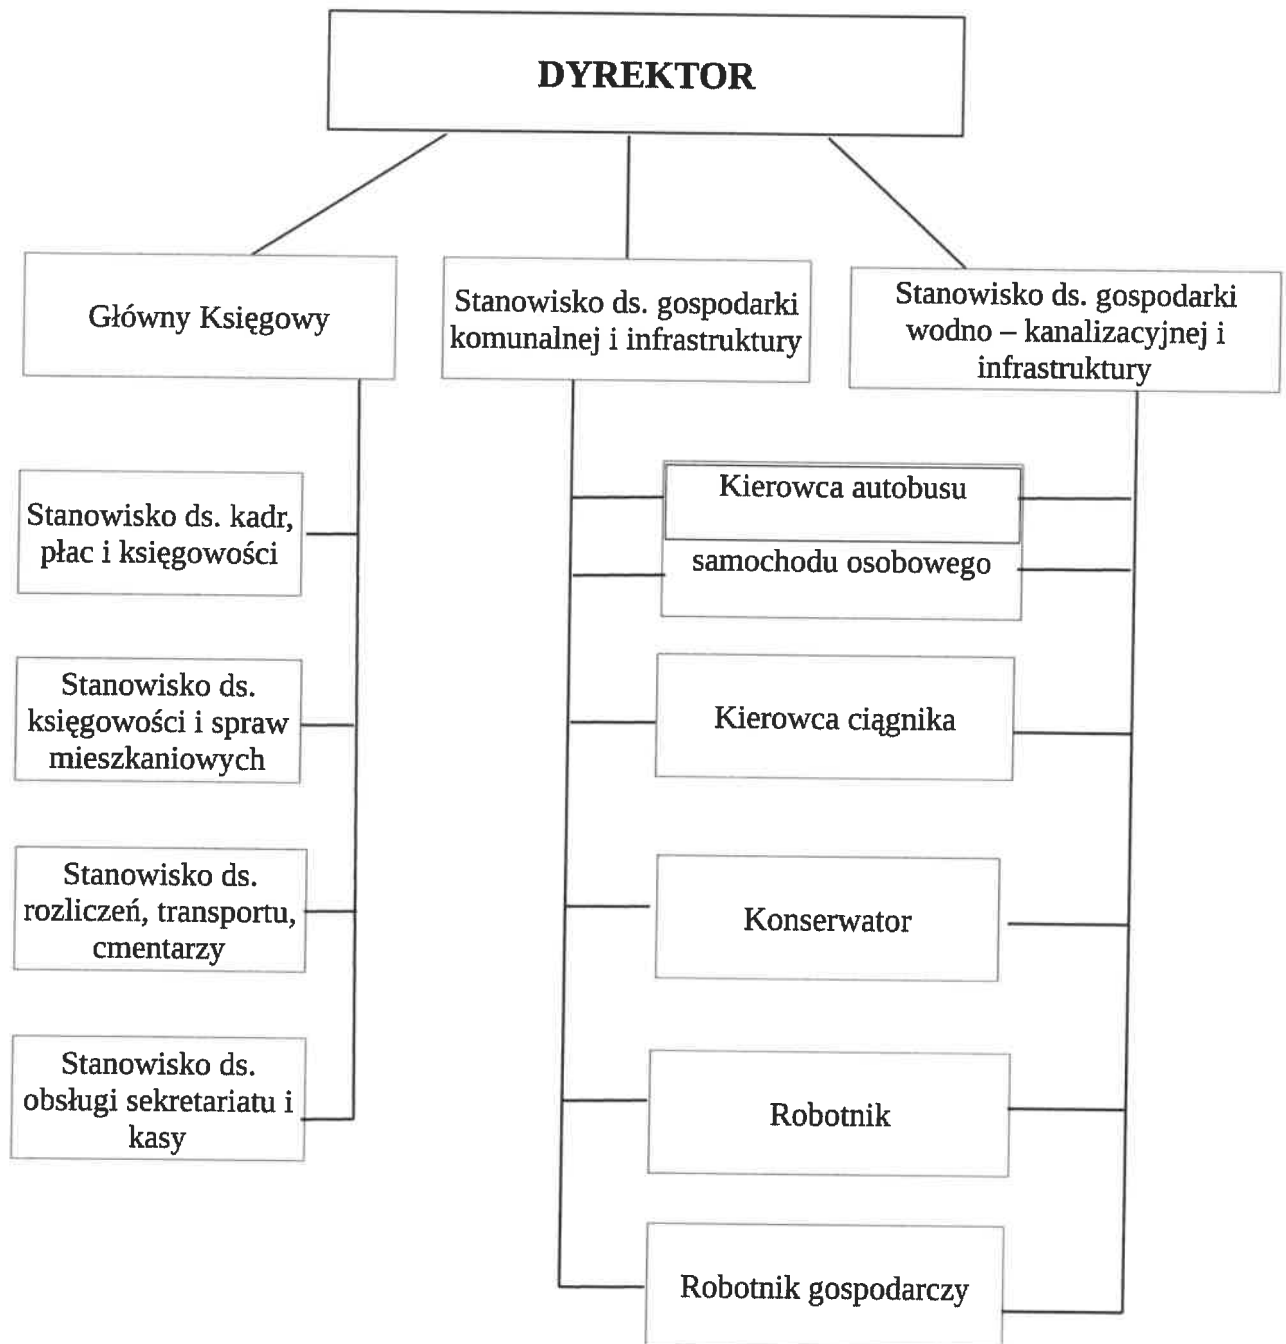 DYREKTOR
Główny Księgowy
Stanowisko ds. gospodarki
komunalnej i infrastruktury
Stanowisko ds. gospodarki
wodno – kanalizacyjnej i
infrastruktury
Stanowisko ds. kadr,
płac i księgowości
Stanowisko ds.
księgowości i spraw
mieszkaniowych
Stanowisko ds.
rozliczeń, transportu,
cmentarzy
Stanowisko ds.
obsługi sekretariatu i
kasy
Kierowca autobusu
samochodu osobowego
Kierowca ciągnika
Konserwator
Robotnik
Robotnik gospodarczy